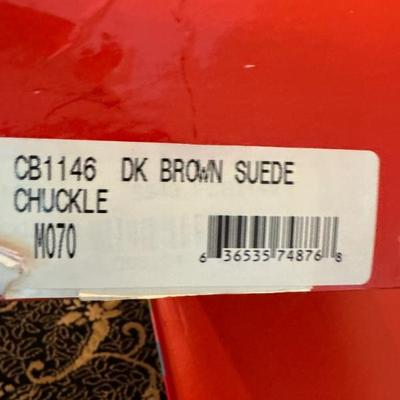 CB1146 DK BROWN SUEDE
CHUCKLE
M070
6 36535 74876 8